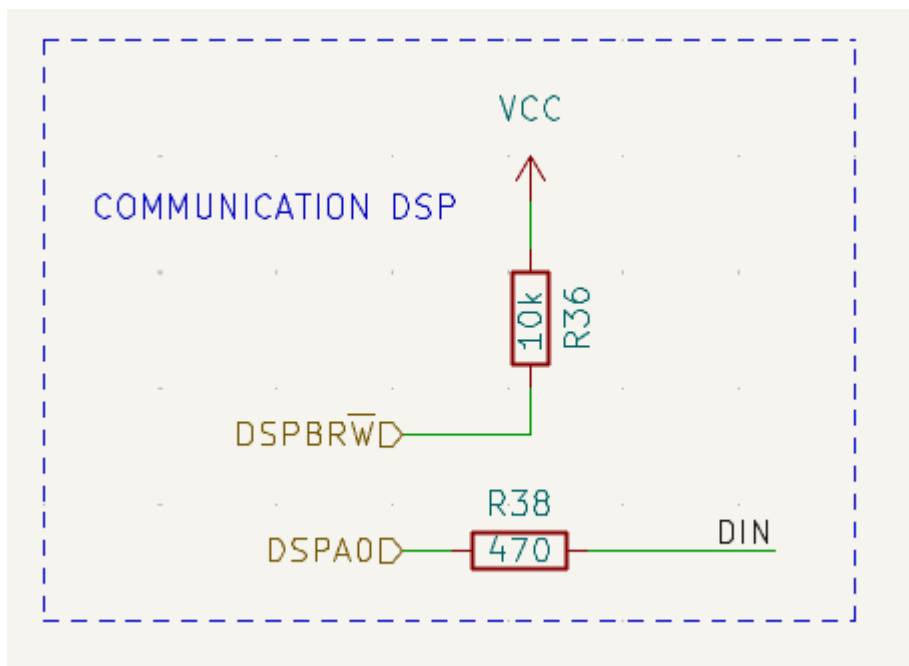 VCC
COMMUNICATION DSP
10k
R36
DSPBRW̅
R38
DSPA0
470
DIN